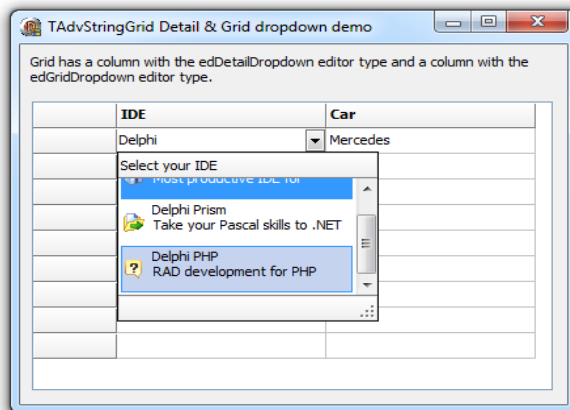 TAdvStringGrid Detail & Grid dropdown demo
Grid has a column with the edDetailDropdown editor type and a column with the
edGridDropdown editor type.
IDE Car
Delphi Mercedes
Select your IDE
Most productive IDE for
Delphi Prism
Take your Pascal skills to .NET
Delphi PHP
RAD development for PHP